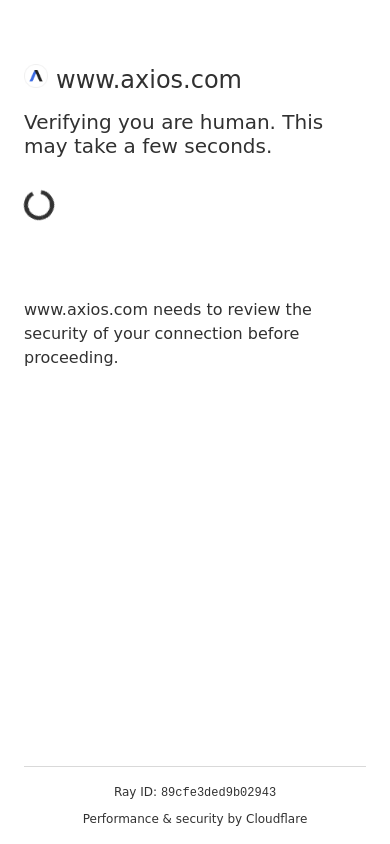 www.axios.com
Verifying you are human. This
may take a few seconds.
www.axios.com needs to review the
security of your connection before
proceeding.
Ray ID: 89cfe3ded9b02943
Performance & security by Cloudflare